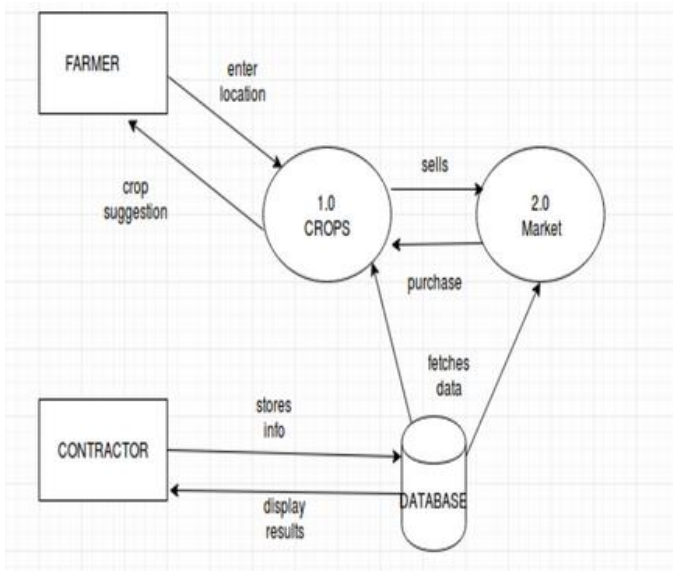 FARMER
enter
location
crop
suggestion
1.0
CROPS
sells
2.0
Market
purchase
fetches
data
stores
info
CONTRACTOR
DATABASE
display
results